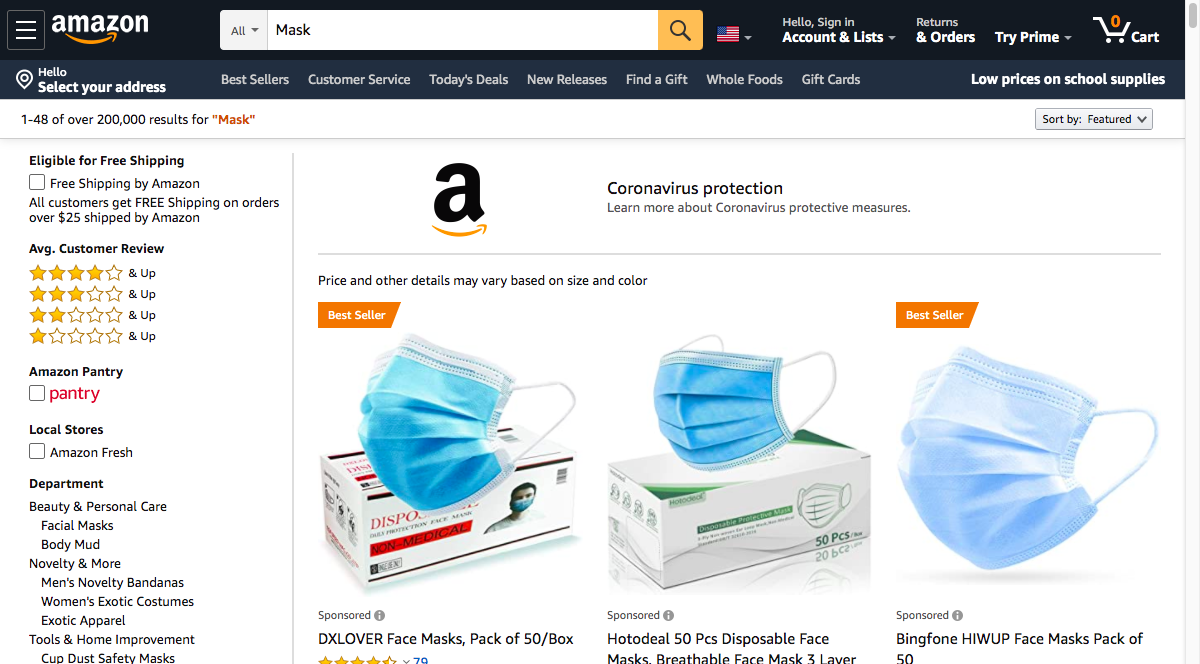 amazon
All
Mask
Hello, Sign in
Account & Lists
Returns
& Orders
Try Prime
0
Cart
Hello
Select your address
Best Sellers
Customer Service
Today's Deals
New Releases
Find a Gift
Whole Foods
Gift Cards
Low prices on school supplies
1-48 of over 200,000 results for "Mask"
Sort by: Featured
Eligible for Free Shipping
Free Shipping by Amazon
All customers get FREE Shipping on orders
over $25 shipped by Amazon
Avg. Customer Review
& Up
& Up
& Up
& Up
Amazon Pantry
pantry
Local Stores
Amazon Fresh
Department
Beauty & Personal Care
Facial Masks
Body Mud
Novelty & More
Men's Novelty Bandanas
Women's Exotic Costumes
Exotic Apparel
Tools & Home Improvement
Cup Dust Safety Masks
a
Coronavirus protection
Learn more about Coronavirus protective measures.
Price and other details may vary based on size and color
Best Seller
DISPO
DAILY PROTECTION FACE MASK
NON-MEDICAL
Sponsored
DXLOVER Face Masks, Pack of 50/Box
79
Hotodeal
Disposable Protective Mask
50 Pcs
Sponsored
Hotodeal 50 Pcs Disposable Face
Masks, Breathable Face Mask 3 Layer
Best Seller
Sponsored
Bingfone HIWUP Face Masks Pack of
50